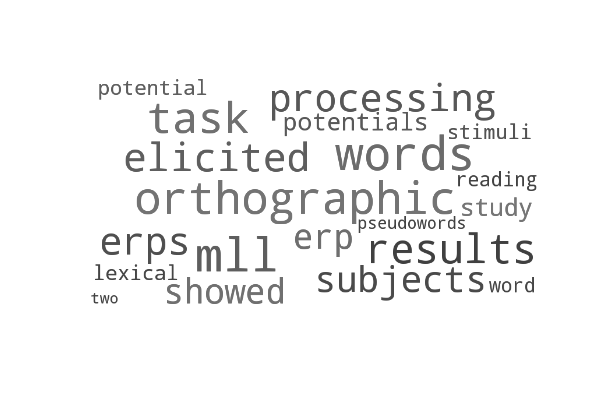 potential
processing
task
potentials
stimuli
elicited
words
reading
orthographic
study
pseudowords
erps
erp
results
mll
lexical
subjects
word
showed
two